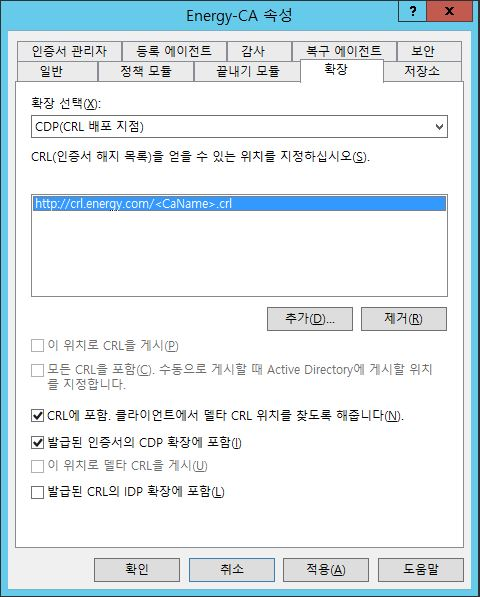 Energy-CA 속성
?
x
인증서 관리자 등록 에이전트 감사 복구 에이전트 보안
일반 정책 모듈 끝내기 모듈 확장 저장소
확장 선택(X):
CDP(CRL 배포 지점)
CRL(인증서 해지 목록)을 얻을 수 있는 위치를 지정하십시오(S).
http://crl.energy.com/<CaName>.crl
추가(D)... 제거(R)
이 위치로 CRL을 게시(P)
모든 CRL을 포함(C). 수동으로 게시할 때 Active Directory에 게시할 위치
를 지정합니다.
CRL에 포함. 클라이언트에서 델타 CRL 위치를 찾도록 해줍니다(N).
발급된 인증서의 CDP 확장에 포함(I)
이 위치로 델타 CRL을 게시(U)
발급된 CRL의 IDP 확장에 포함(L)
확인 취소 적용(A) 도움말